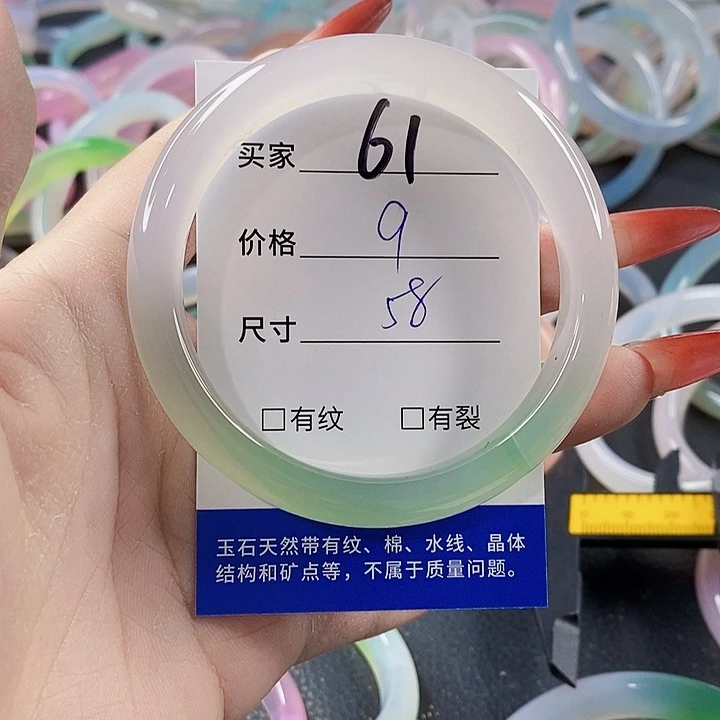 买家 61
价格 9
尺寸 58
□有纹 □有裂
玉石天然带有纹、棉、水线、晶体
结构和矿点等，不属于质量问题。